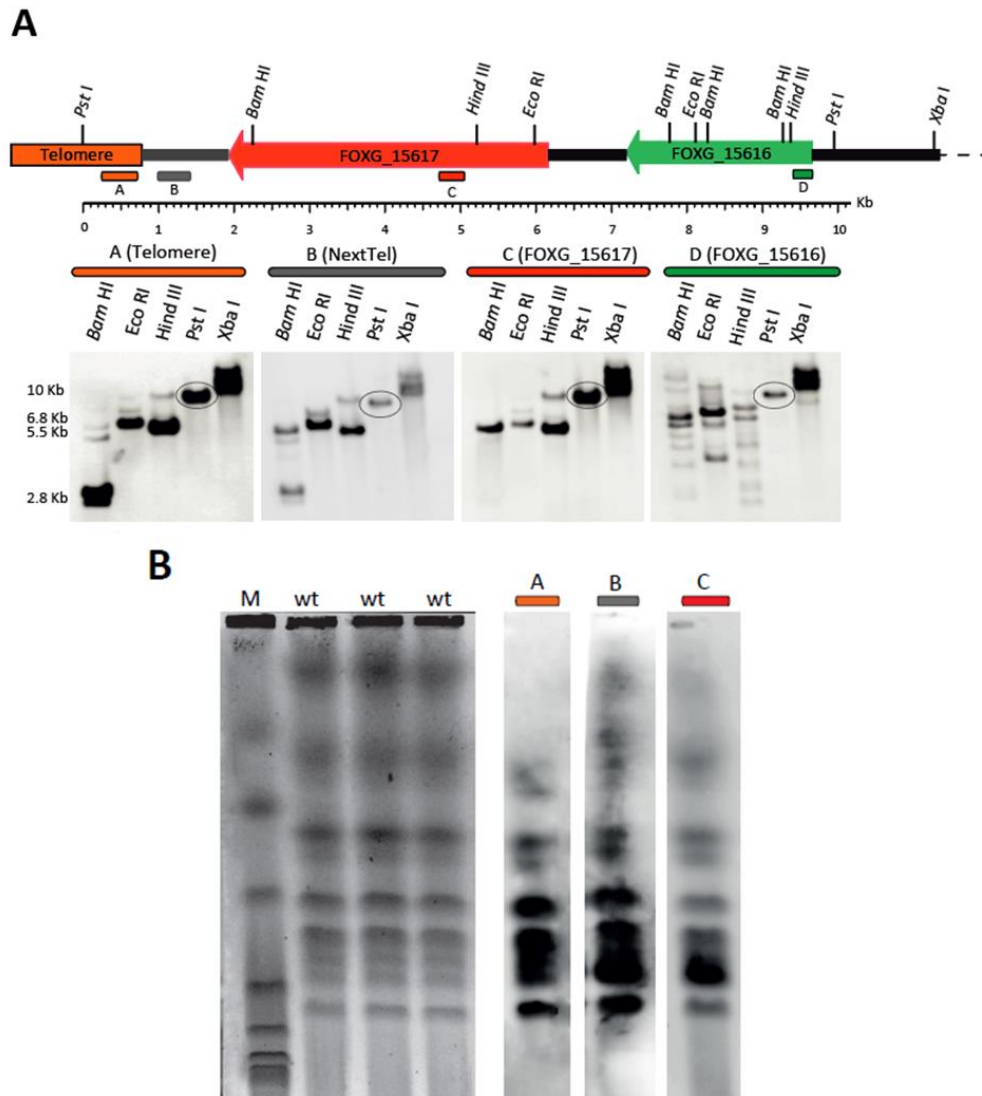 A
Pst I
Bam HI
Hind III
Eco RI
Bam HI
Eco RI
Bam HI
Bam HI
Hind III
Pst I
Xba I
Telomere
FOXG_15617
FOXG_15616
A
B
C
D
Kb
0 1 2 3 4 5 6 7 8 9 10
A (Telomere) B (NextTel) C (FOXG_15617) D (FOXG_15616)
Bam HI Eco RI Hind III Pst I Xba I Bam HI Eco RI Hind III Pst I Xba I Bam HI Eco RI Hind III Pst I Xba I Bam HI Eco RI Hind III Pst I Xba I
10 Kb
6.8 Kb
5.5 Kb
2.8 Kb
B
M wt wt wt A B C